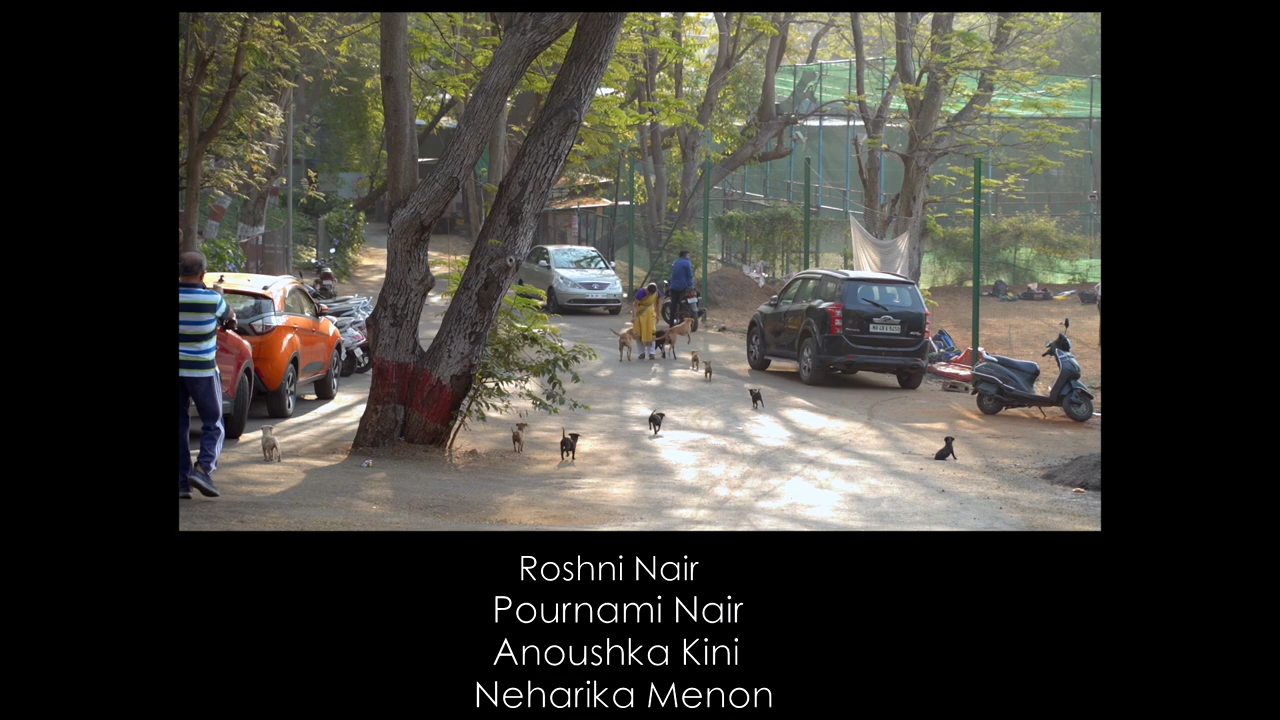 Roshni Nair
Pournami Nair
Anoushka Kini
Neharika Menon